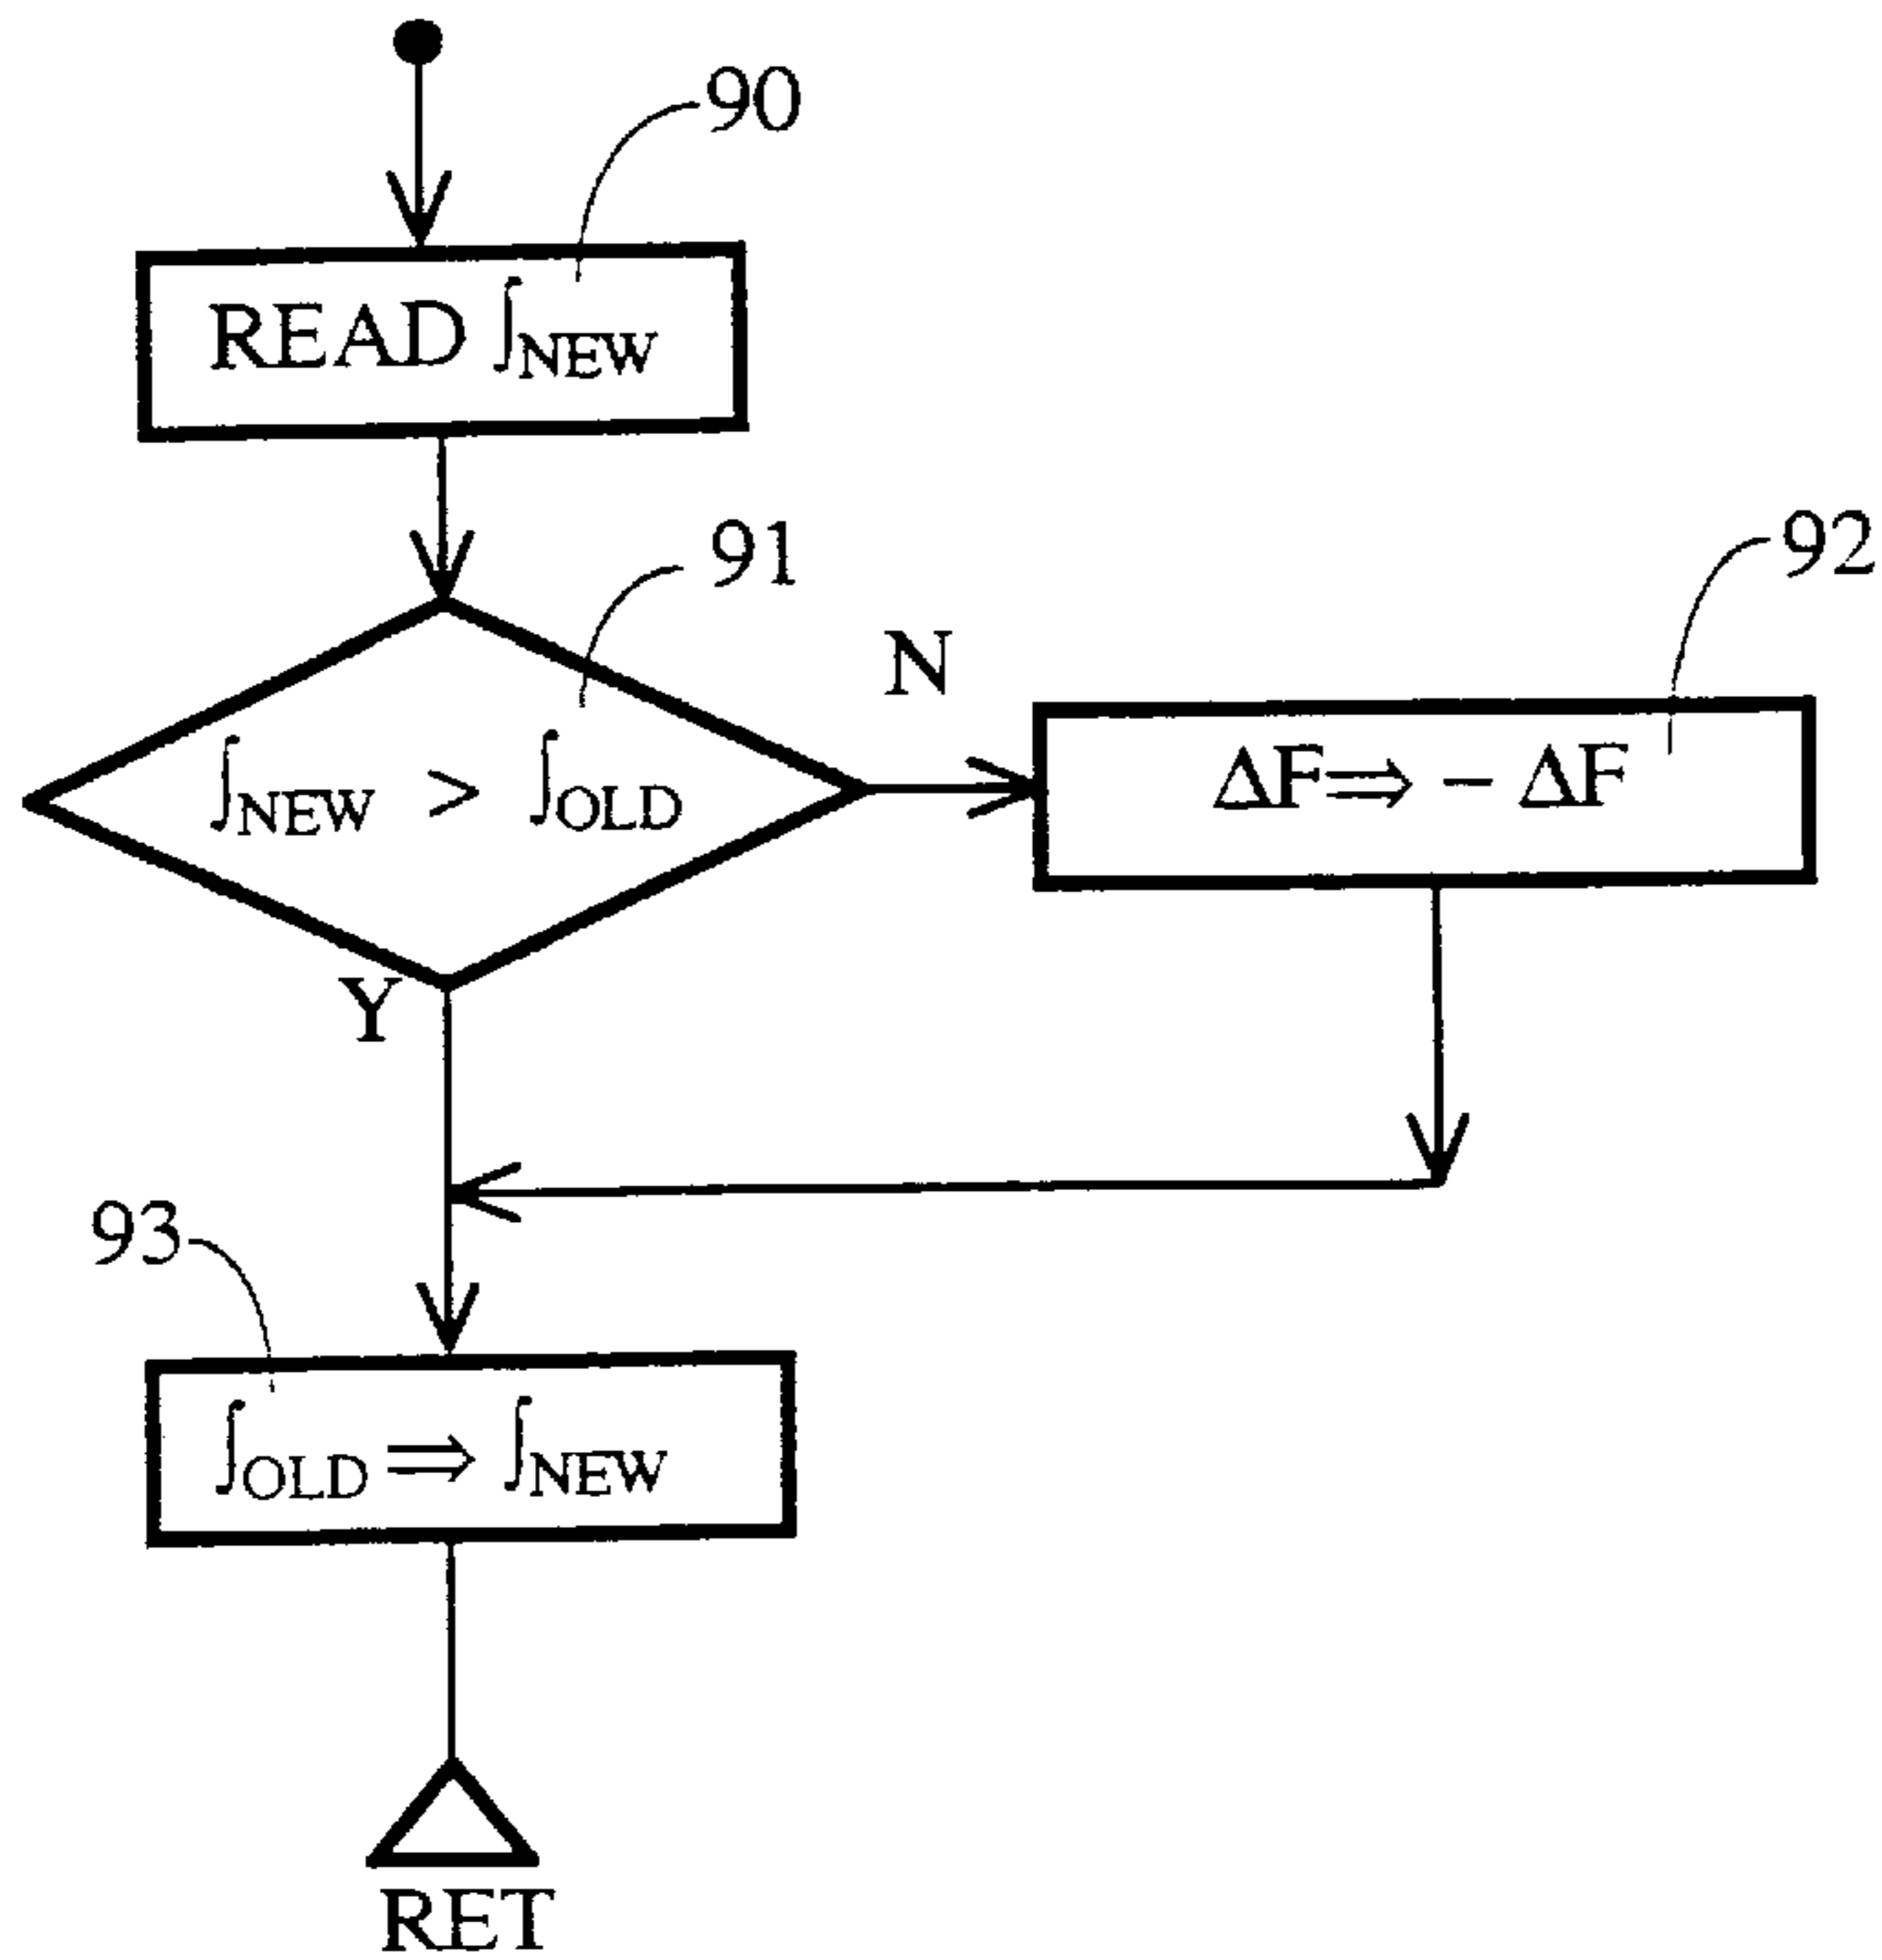 90
READ ∫NEW
91
92
N
∫NEW > ∫OLD
ΔF⇒ - ΔF
Y
93
∫OLD ⇒ ∫NEW
RET